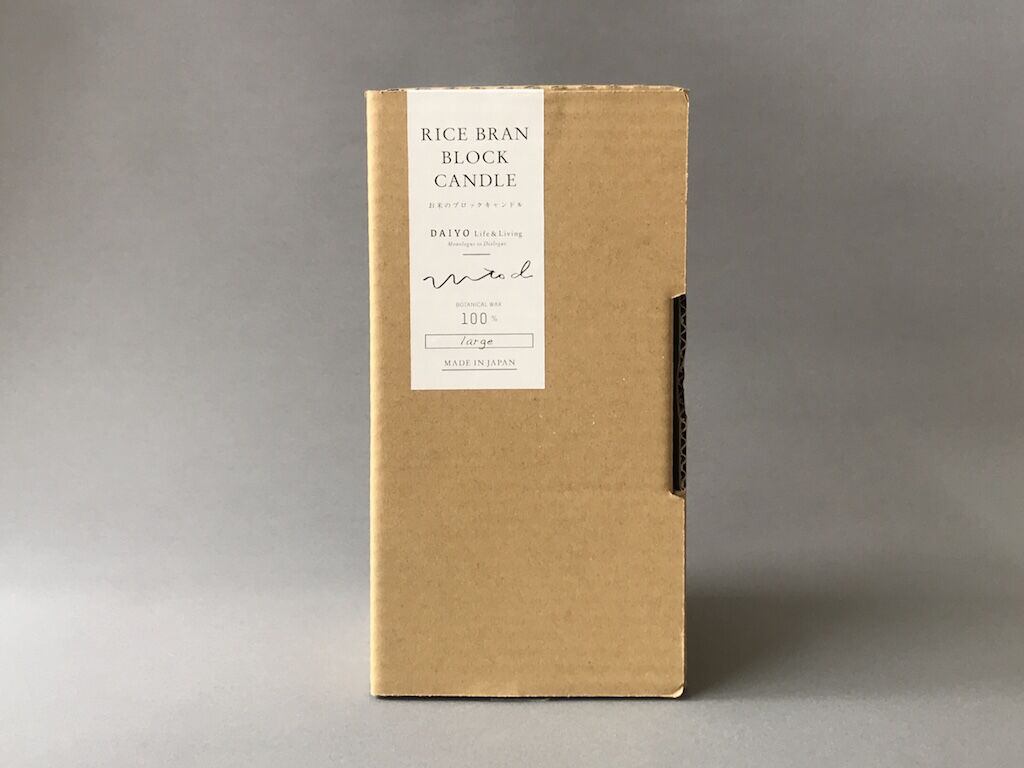 RICE BRAN
BLOCK
CANDLE
お米のブロックキャンドル
DAIYO Life & Living
Monologue to Dialogue
BOTANICAL WAX
100 %
large
MADE IN JAPAN